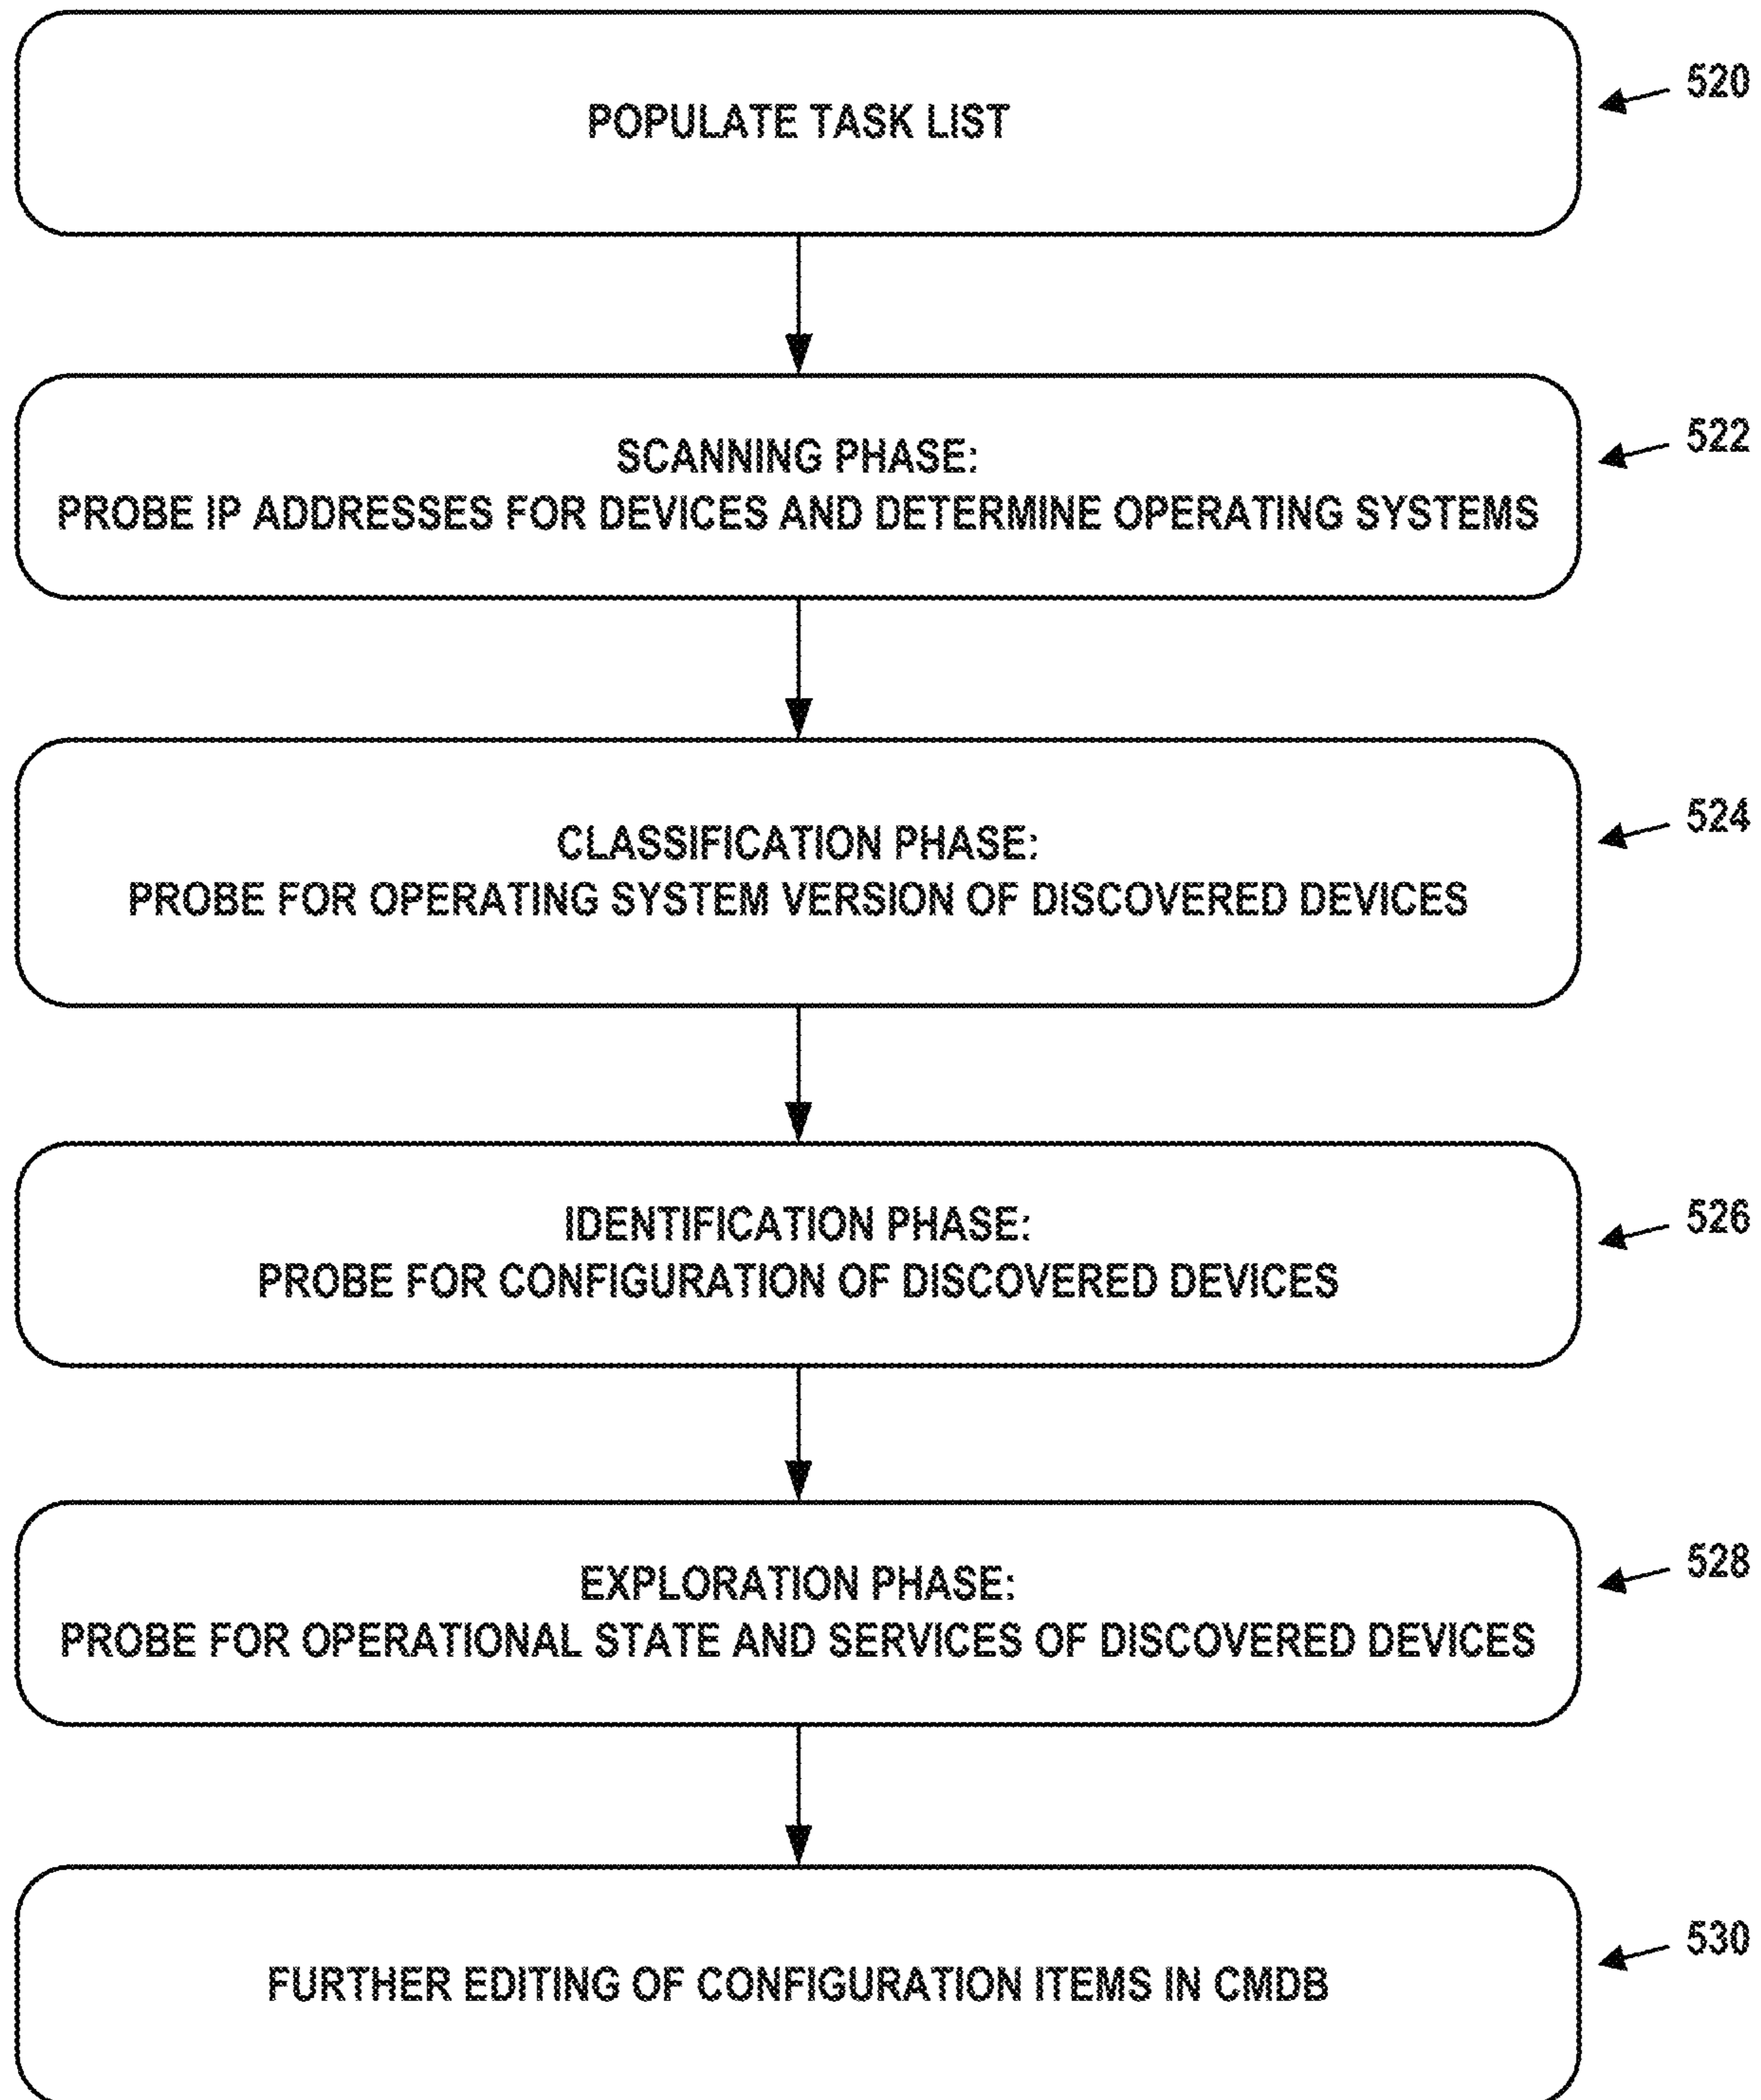 POPULATE TASK LIST
520
SCANNING PHASE:
PROBE IP ADDRESSES FOR DEVICES AND DETERMINE OPERATING SYSTEMS
522
CLASSIFICATION PHASE:
PROBE FOR OPERATING SYSTEM VERSION OF DISCOVERED DEVICES
524
IDENTIFICATION PHASE:
PROBE FOR CONFIGURATION OF DISCOVERED DEVICES
526
EXPLORATION PHASE:
PROBE FOR OPERATIONAL STATE AND SERVICES OF DISCOVERED DEVICES
528
FURTHER EDITING OF CONFIGURATION ITEMS IN CMDB
530